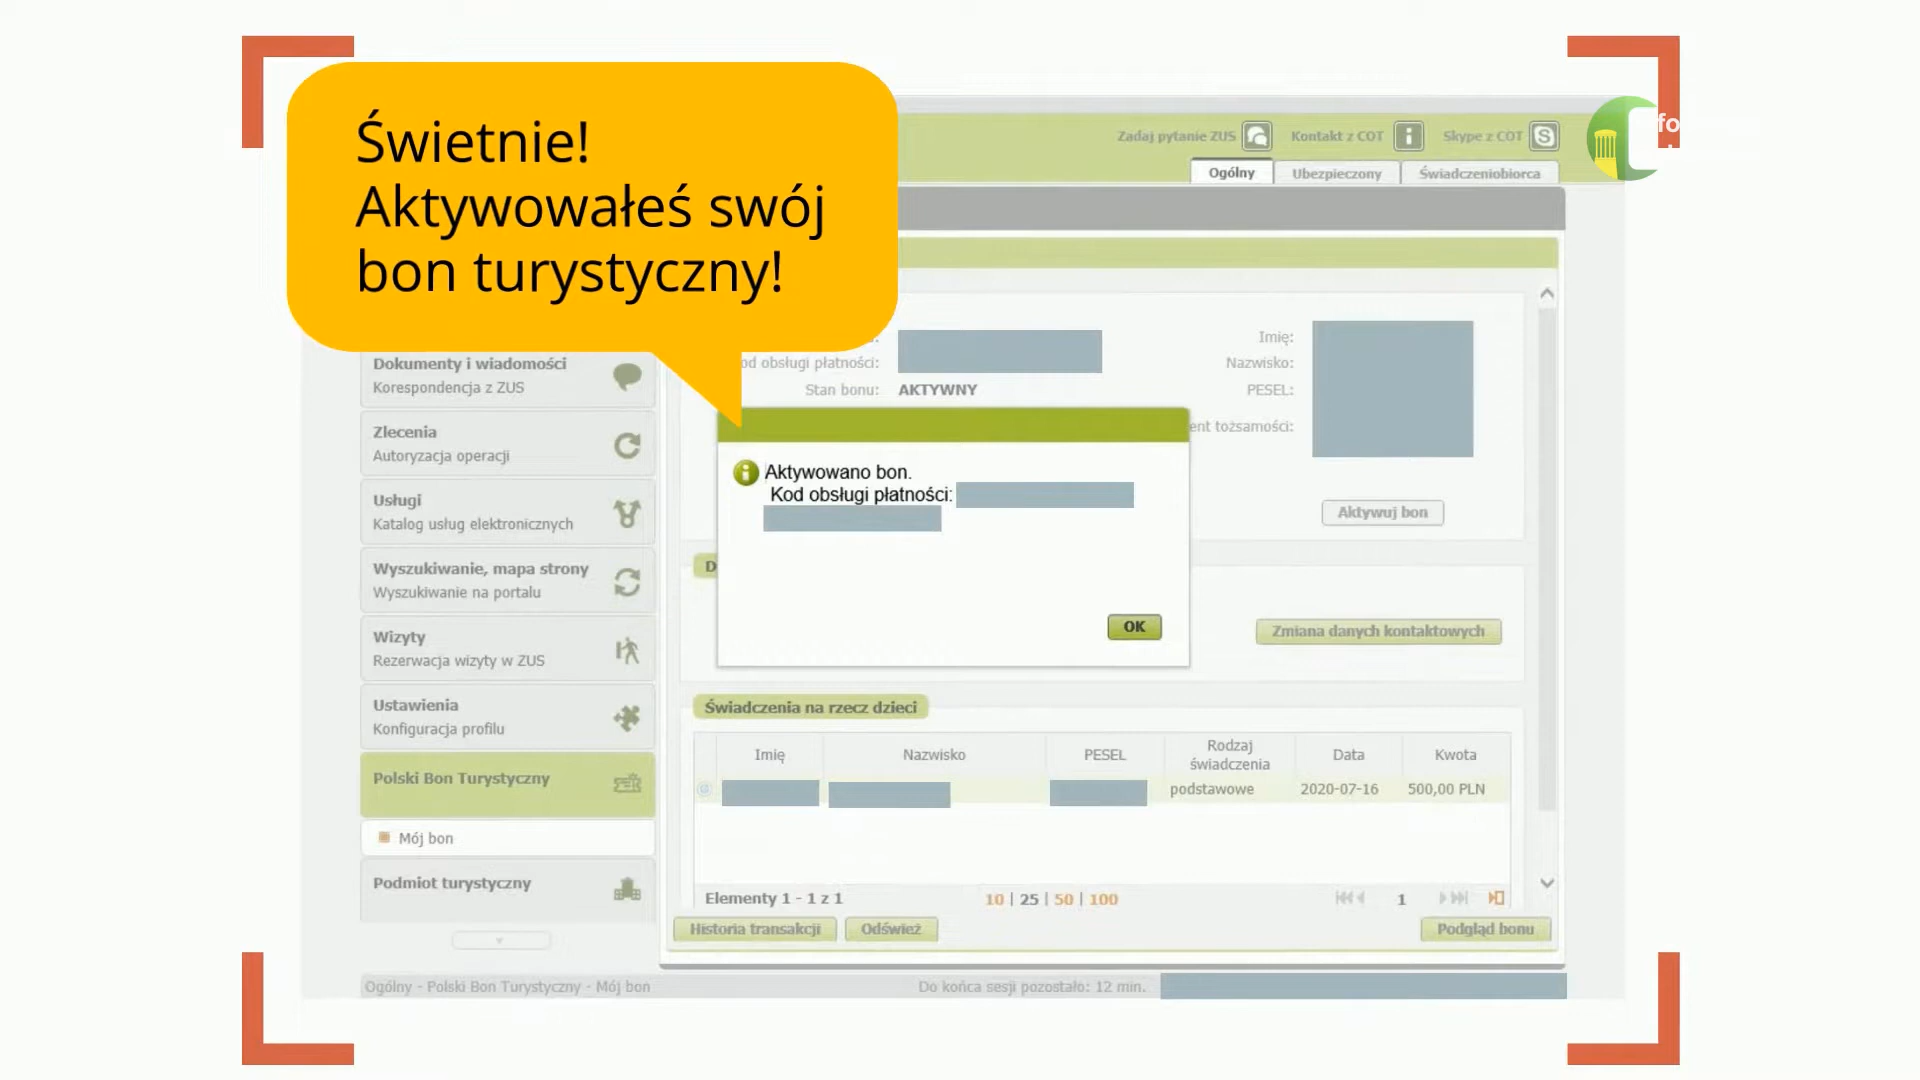 Świetnie!
Aktywowałeś swój
bon turystyczny!
Zadaj pytanie ZUS
Kontakt z COT
Skype z COT
Ogólny
Ubezpieczony
Świadczeniobiorca
obsługi płatności:
Stan bonu: AKTYWNY
Imię:
Nazwisko:
PESEL:
tożsamości:
Aktywuj bon
Dokumenty i wiadomości
Korespondencja z ZUS
Zlecenia
Autoryzacja operacji
Usługi
Katalog usług elektronicznych
Wyszukiwanie, mapa strony
Wyszukiwanie na portalu
Wizyty
Rezerwacja wizyty w ZUS
Ustawienia
Konfiguracja profilu
Polski Bon Turystyczny
Mój bon
Podmiot turystyczny
Aktywowano bon.
Kod obsługi płatności:
OK
Zmiana danych kontaktowych
Świadczenia na rzecz dzieci
Imię Nazwisko PESEL Rodzaj świadczenia Data Kwota
podstawowe 2020-07-16 500,00 PLN
Elementy 1 - 1 z 1
10 | 25 | 50 | 100
1
Historia transakcji
Odśwież
Podgląd bonu
Ogólny - Polski Bon Turystyczny - Mój bon
Do końca sesji pozostało: 12 min.